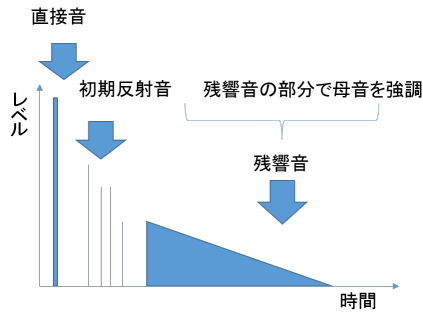 直接音
初期反射音
残響音の部分で母音を強調
残響音
レベル
時間